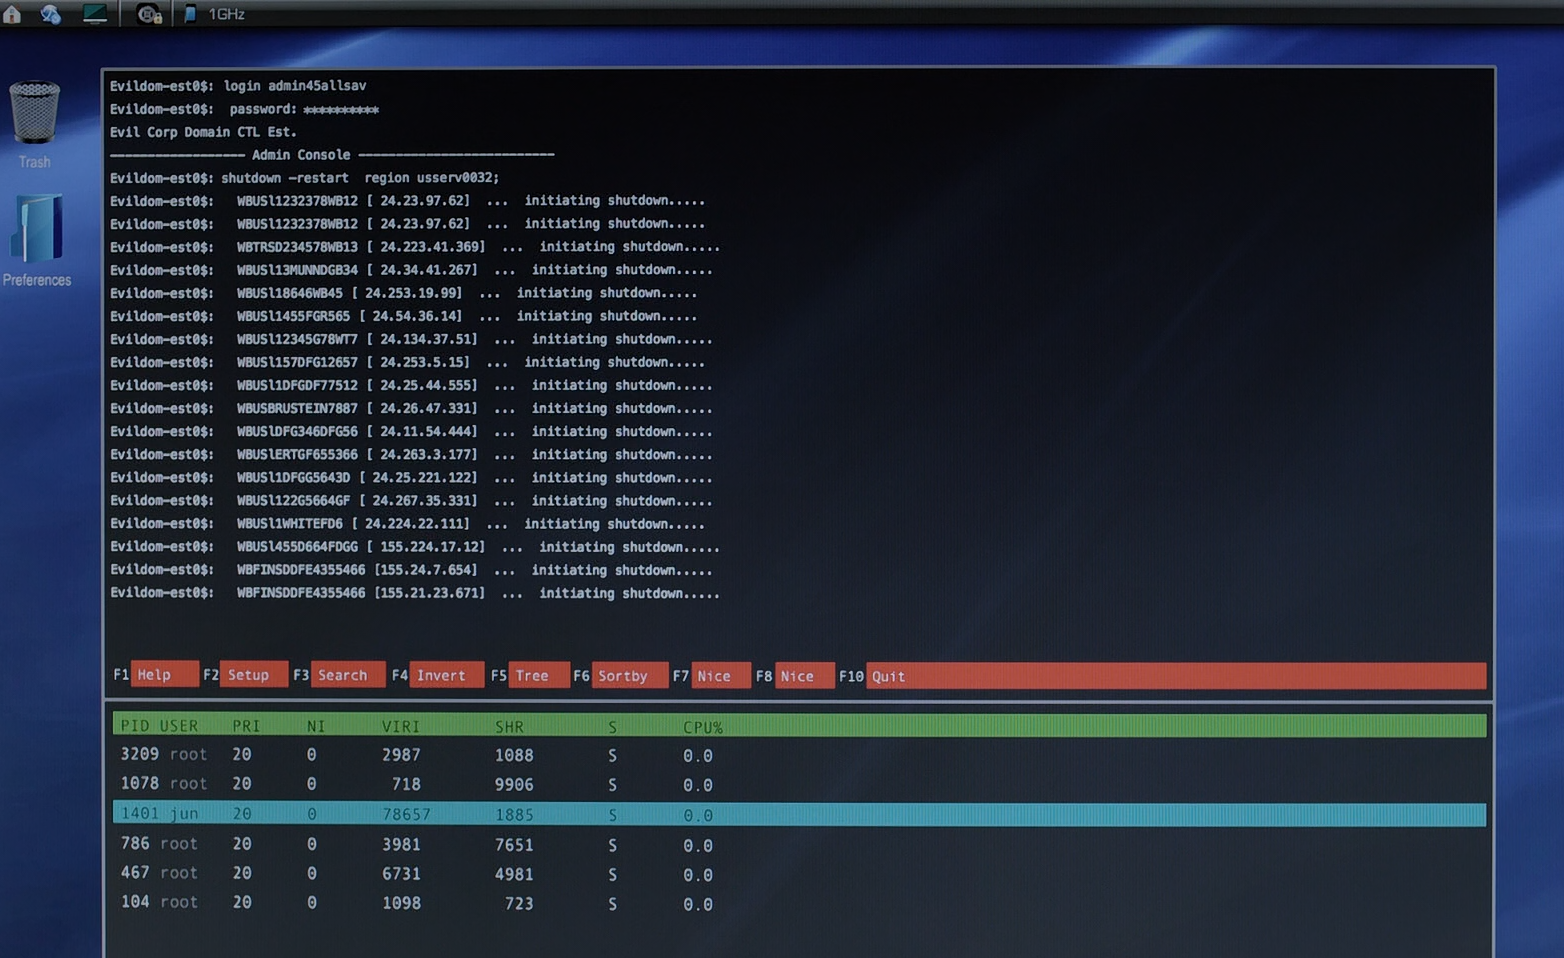 1GHz
Trash
Preferences
Evildom-est0$: login admin45allsav
Evildom-est0$: password: **********
Evil Corp Domain CTL Est.
------------------ Admin Console --------------------------
Evildom-est0$: shutdown -restart region usserv0032;
Evildom-est0$: WBUSl1232378WB12 [ 24.23.97.62] ... initiating shutdown.....
Evildom-est0$: WBUSl1232378WB12 [ 24.23.97.62] ... initiating shutdown.....
Evildom-est0$: WBTRSD234578WB13 [ 24.223.41.369] ... initiating shutdown.....
Evildom-est0$: WBUSl13MUNNDGB34 [ 24.34.41.267] ... initiating shutdown.....
Evildom-est0$: WBUSl18646WB45 [ 24.253.19.99] ... initiating shutdown.....
Evildom-est0$: WBUSl1455FGR565 [ 24.54.36.14] ... initiating shutdown.....
Evildom-est0$: WBUSl12345G78WT7 [ 24.134.37.51] ... initiating shutdown.....
Evildom-est0$: WBUSl157DFG12657 [ 24.253.5.15] ... initiating shutdown.....
Evildom-est0$: WBUSl1DFGDF77512 [ 24.25.44.555] ... initiating shutdown.....
Evildom-est0$: WBUSBRUSTEIN7887 [ 24.26.47.331] ... initiating shutdown.....
Evildom-est0$: WBUSlDFG346DFG56 [ 24.11.54.444] ... initiating shutdown.....
Evildom-est0$: WBUSlERTGF655366 [ 24.263.3.177] ... initiating shutdown.....
Evildom-est0$: WBUSl1DFGG5643D [ 24.25.221.122] ... initiating shutdown.....
Evildom-est0$: WBUSl122G5664GF [ 24.267.35.331] ... initiating shutdown.....
Evildom-est0$: WBUSl1WHITEFD6 [ 24.224.22.111] ... initiating shutdown.....
Evildom-est0$: WBUSl455D664FDGG [ 155.224.17.12] ... initiating shutdown.....
Evildom-est0$: WBFINSDDFE4355466 [155.24.7.654] ... initiating shutdown.....
Evildom-est0$: WBFINSDDFE4355466 [155.21.23.671] ... initiating shutdown.....
F1 Help F2 Setup F3 Search F4 Invert F5 Tree F6 Sortby F7 Nice F8 Nice F10 Quit
PID USER PRI NI VIRI SHR S CPU%
3209 root 20 0 2987 1088 S 0.0
1078 root 20 0 718 9906 S 0.0
1401 jun 20 0 78657 1885 S 0.0
786 root 20 0 3981 7651 S 0.0
467 root 20 0 6731 4981 S 0.0
104 root 20 0 1098 723 S 0.0